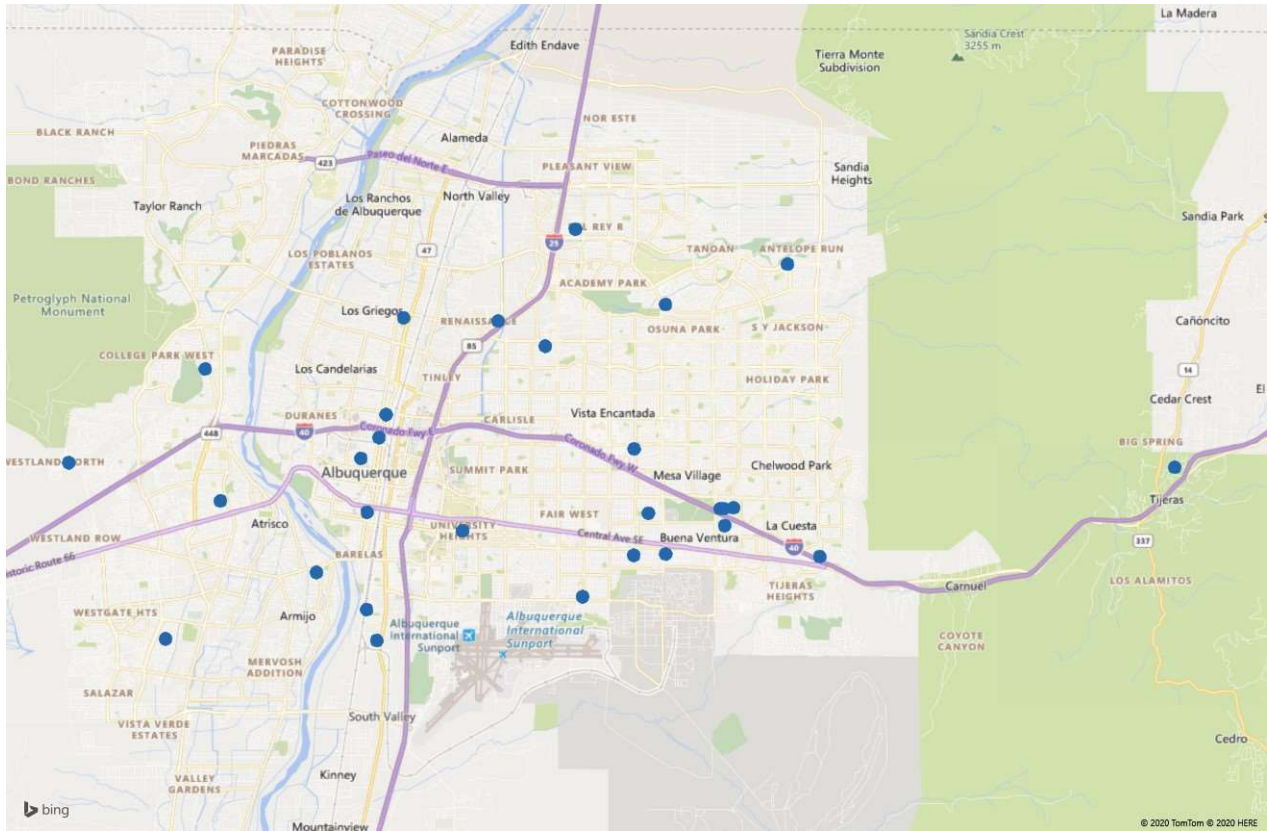 La Madera
Sandia Crest
3255 m
Edith Endave
PARADISE
HEIGHTS
Tierra Monte
Subdivision
COTTONWOOD
CROSSING
NOR ESTE
BLACK RANCH
Alameda
PIEDRAS
MARCADAS
423
Paseo del Norte E
PLEASANT VIEW
Sandia
Heights
BOND RANCHES
Taylor Ranch
Los Ranchos
de Albuquerque
North Valley
Sandia Park
25
47
TANOAN
ANTELOPE RUN
LOS POBLANOS
ESTATES
ACADEMY PARK
Petroglyph National
Monument
Los Griegos
OSUNA PARK
S Y JACKSON
Cañoncito
85
COLLEGE PARK WEST
Los Candelarias
TINLEY
HOLIDAY PARK
14
El
Cedar Crest
DURANES
CARLISLE
Vista Encantada
448
40
Coronado Fwy E
Coronado Fwy W
BIG SPRING
Albuquerque
SUMMIT PARK
Mesa Village
Chelwood Park
Tijeras
Atrisco
UNIVERSITY
HEIGHTS
FAIR WEST
La Cuesta
WESTLAND ROW
Central Ave SE
Buena Ventura
337
BARELAS
40
istoric Route 66
TIJERAS
HEIGHTS
Carnuel
LOS ALAMITOS
WESTGATE HTS
Armijo
Albuquerque
International
Sunport
Albuquerque
International
Sunport
COYOTE
CANYON
MERVOSH
ADDITION
SALAZAR
South Valley
VISTA VERDE
ESTATES
Cedro
Kinney
VALLEY
GARDENS
bing
Mountainview
© 2020 TomTom © 2020 HERE